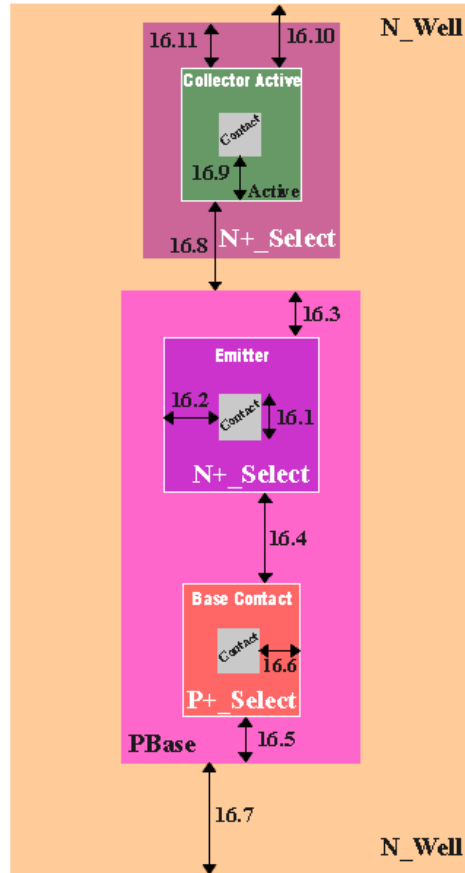 N_Well
16.11
16.10
Collector Active
Contact
16.9
Active
16.8
N+_Select
16.3
Emitter
16.2
Contact
16.1
N+_Select
16.4
Base Contact
Contact
16.6
P+_Select
PBase
16.5
16.7
N_Well